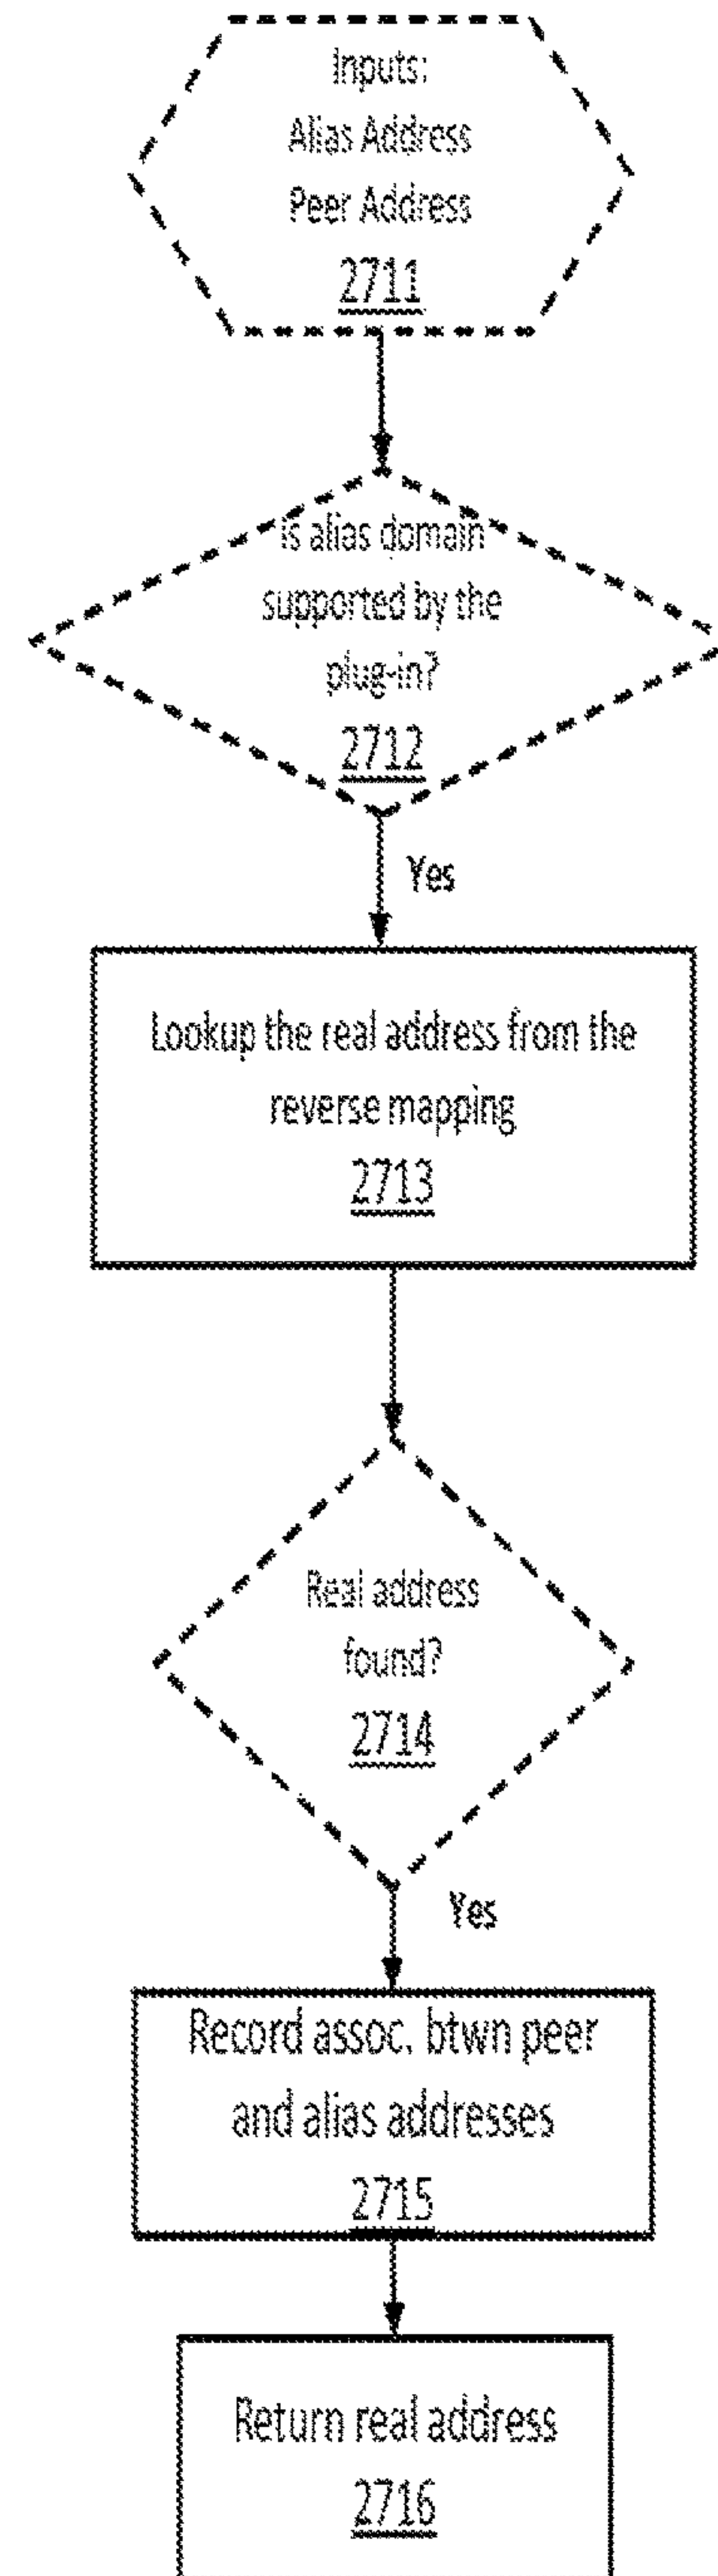 Inputs:
Alias Address
Peer Address
2711
is alias domain
supported by the
plug-in?
2712
Yes
Lookup the real address from the
reverse mapping
2713
Real address
found?
2714
Yes
Record assoc. btwn peer
and alias addresses
2715
Return real address
2716